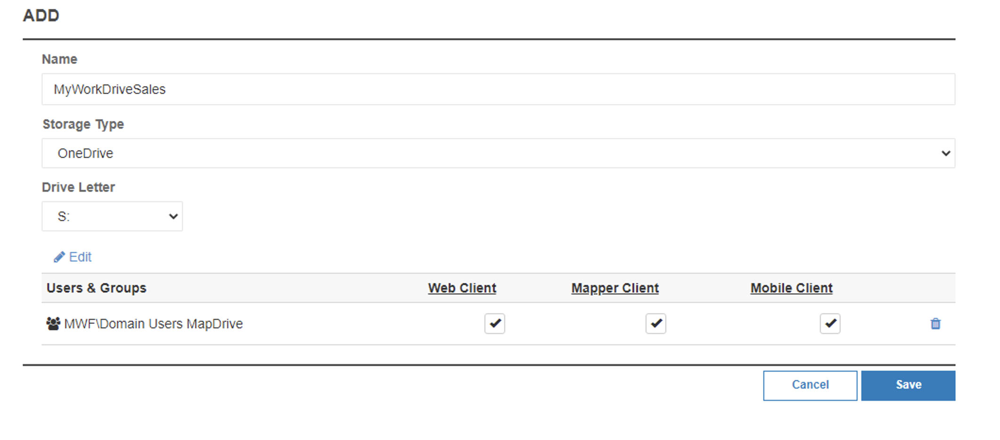 ADD
Name
MyWorkDriveSales
Storage Type
OneDrive
Drive Letter
S:
Edit
Users & Groups Web Client Mapper Client Mobile Client
MWF\Domain Users MapDrive
Cancel Save